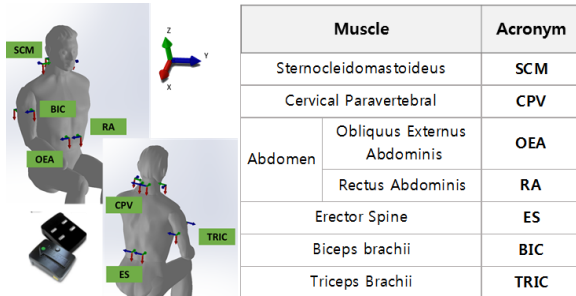 SCM
BIC
RA
OEA
Z
Y
X
CPV
TRIC
ES
Muscle Acronym
Sternocleidomastoideus SCM
Cervical Paravertebral CPV
Abdomen
Obliquus Externus
Abdominis
OEA
Rectus Abdominis RA
Erector Spine ES
Biceps brachii BIC
Triceps Brachii TRIC